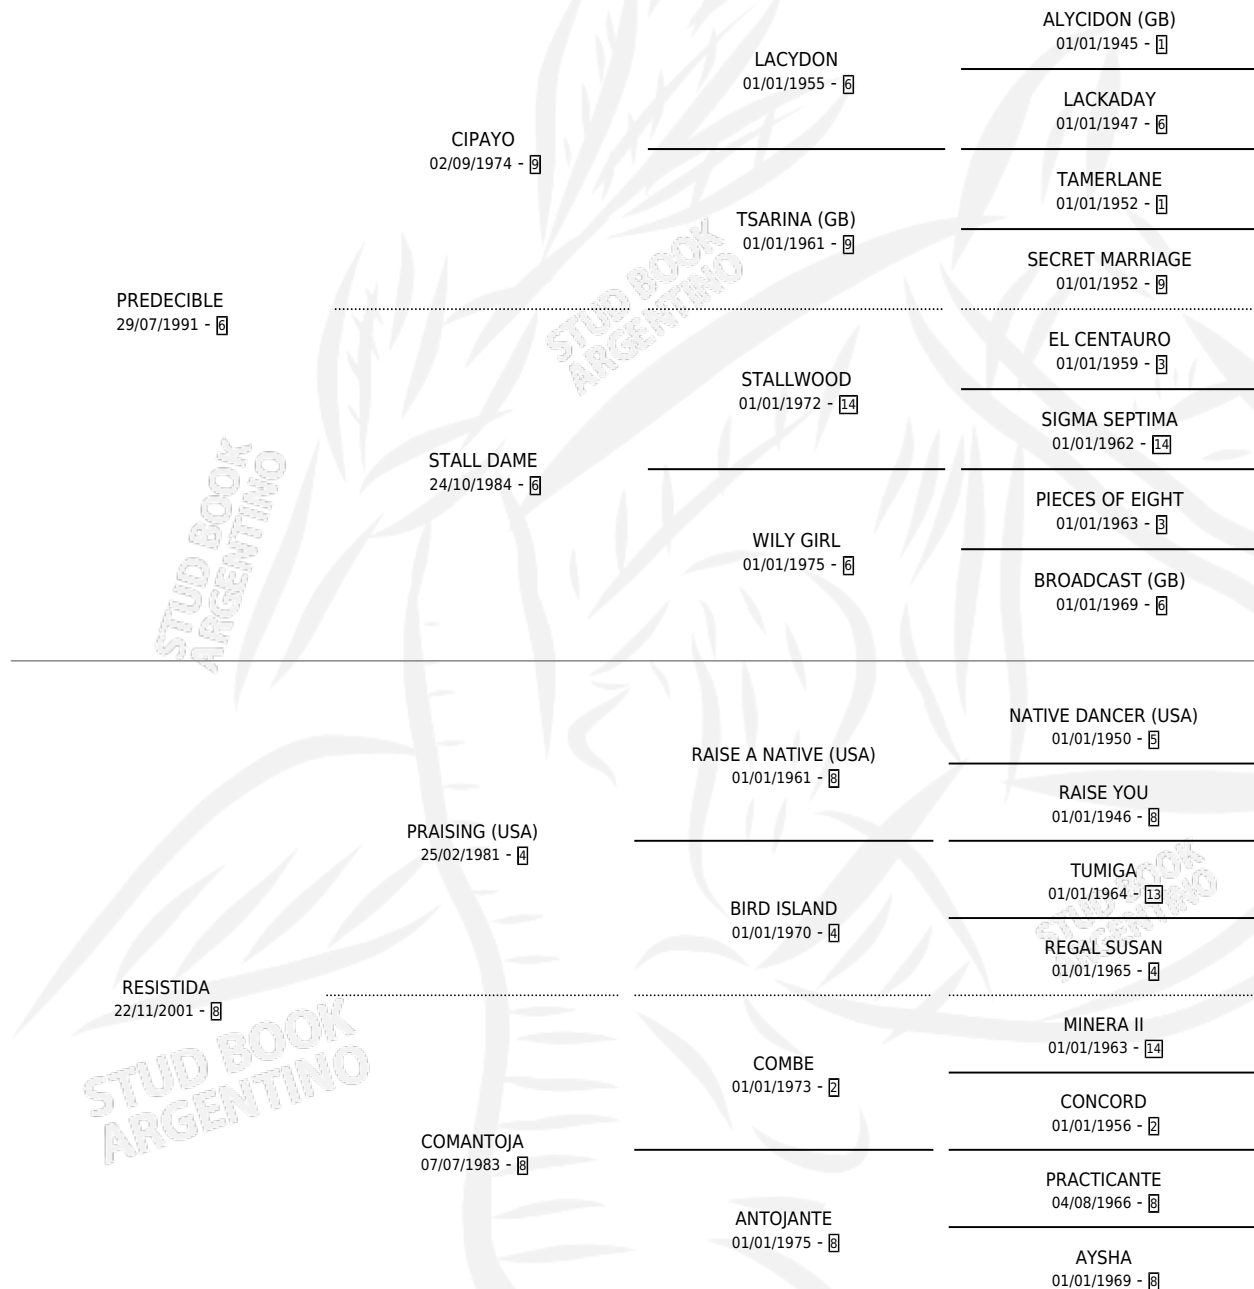 ALYCIDON (GB)
01/01/1945 - 1
LACYDON
01/01/1955 - 6
LACKADAY
01/01/1947 - 6
CIPAYO
02/09/1974 - 9
TAMERLANE
01/01/1952 - 1
TSARINA (GB)
01/01/1961 - 9
SECRET MARRIAGE
01/01/1952 - 9
PREDECIBLE
29/07/1991 - 6
STUD BOOK
ARGENTINO
EL CENTAURO
01/01/1959 - 3
STALLWOOD
01/01/1972 - 14
SIGMA SEPTIMA
01/01/1962 - 14
STALL DAME
24/10/1984 - 6
PIECES OF EIGHT
01/01/1963 - 3
WILY GIRL
01/01/1975 - 6
BROADCAST (GB)
01/01/1969 - 6
STUD BOOK
ARGENTINO
NATIVE DANCER (USA)
01/01/1950 - 5
RAISE A NATIVE (USA)
01/01/1961 - 8
RAISE YOU
01/01/1946 - 8
PRAISING (USA)
25/02/1981 - 4
TUMIGA
01/01/1964 - 13
BIRD ISLAND
01/01/1970 - 4
STUD BOOK
ARGENTINO
REGAL SUSAN
01/01/1965 - 4
RESISTIDA
22/11/2001 - 8
STUD BOOK
ARGENTINO
MINERA II
01/01/1963 - 14
COMBE
01/01/1973 - 2
CONCORD
01/01/1956 - 2
COMANTOJA
07/07/1983 - 8
PRACTICANTE
04/08/1966 - 8
ANTOJANTE
01/01/1975 - 8
AYSHA
01/01/1969 - 8